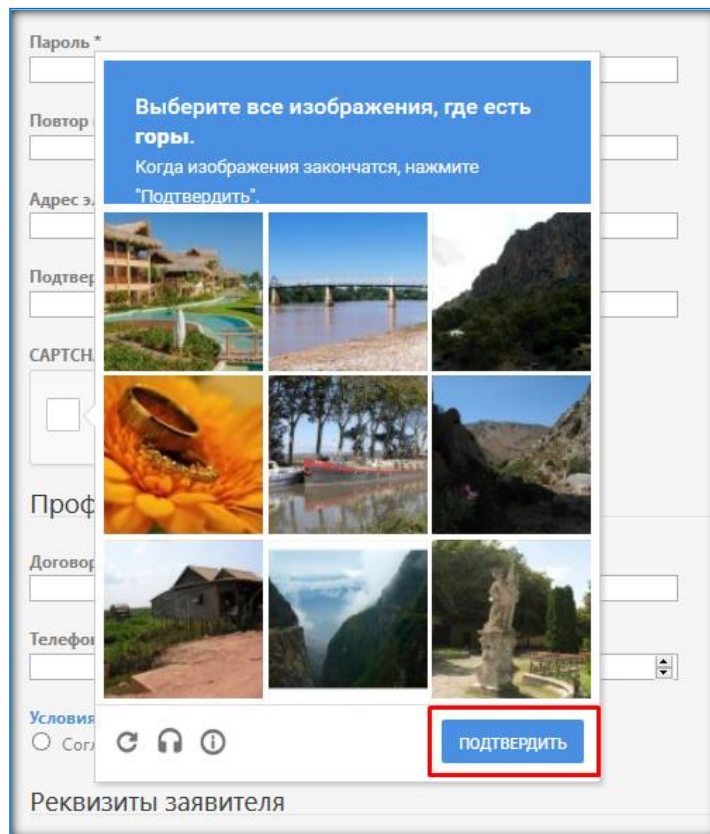 Пароль *
Выберите все изображения, где есть
горы.
Когда изображения закончатся, нажмите
"Подтвердить".
Повтор
Адрес
Подтвер
CAPTCH
Проф
Договор
Телефо
Условия
Согл
ПОДТВЕРДИТЬ
Реквизиты заявителя